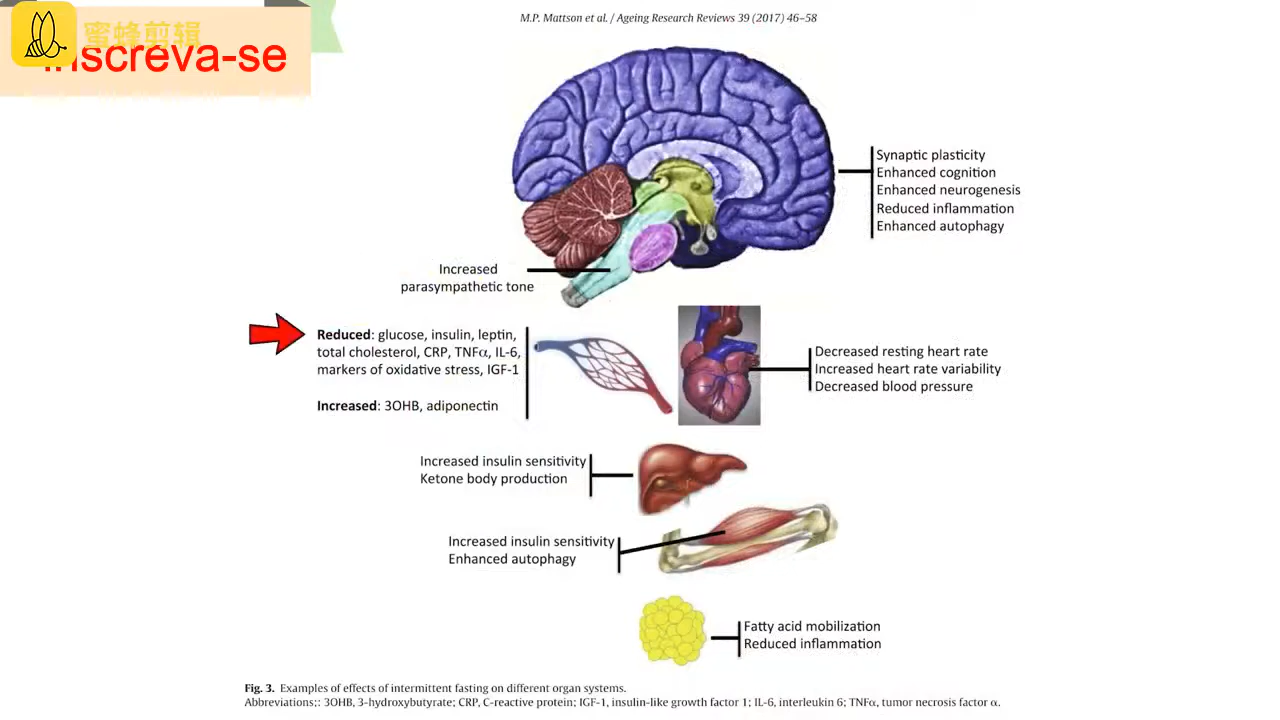 M.P. Mattson et al. / Ageing Research Reviews 39 (2017) 46–58
蜜蜂剪辑
Inscreva-se
Synaptic plasticity
Enhanced cognition
Enhanced neurogenesis
Reduced inflammation
Enhanced autophagy
Increased
parasympathetic tone
Reduced: glucose, insulin, leptin,
total cholesterol, CRP, TNFα, IL-6,
markers of oxidative stress, IGF-1
Increased: 3OHB, adiponectin
Decreased resting heart rate
Increased heart rate variability
Decreased blood pressure
Increased insulin sensitivity
Ketone body production
Increased insulin sensitivity
Enhanced autophagy
Fatty acid mobilization
Reduced inflammation
Fig. 3. Examples of effects of intermittent fasting on different organ systems.
Abbreviations;: 3OHB, 3-hydroxybutyrate; CRP, C-reactive protein; IGF-1, insulin-like growth factor 1; IL-6, interleukin 6; TNFα, tumor necrosis factor α.